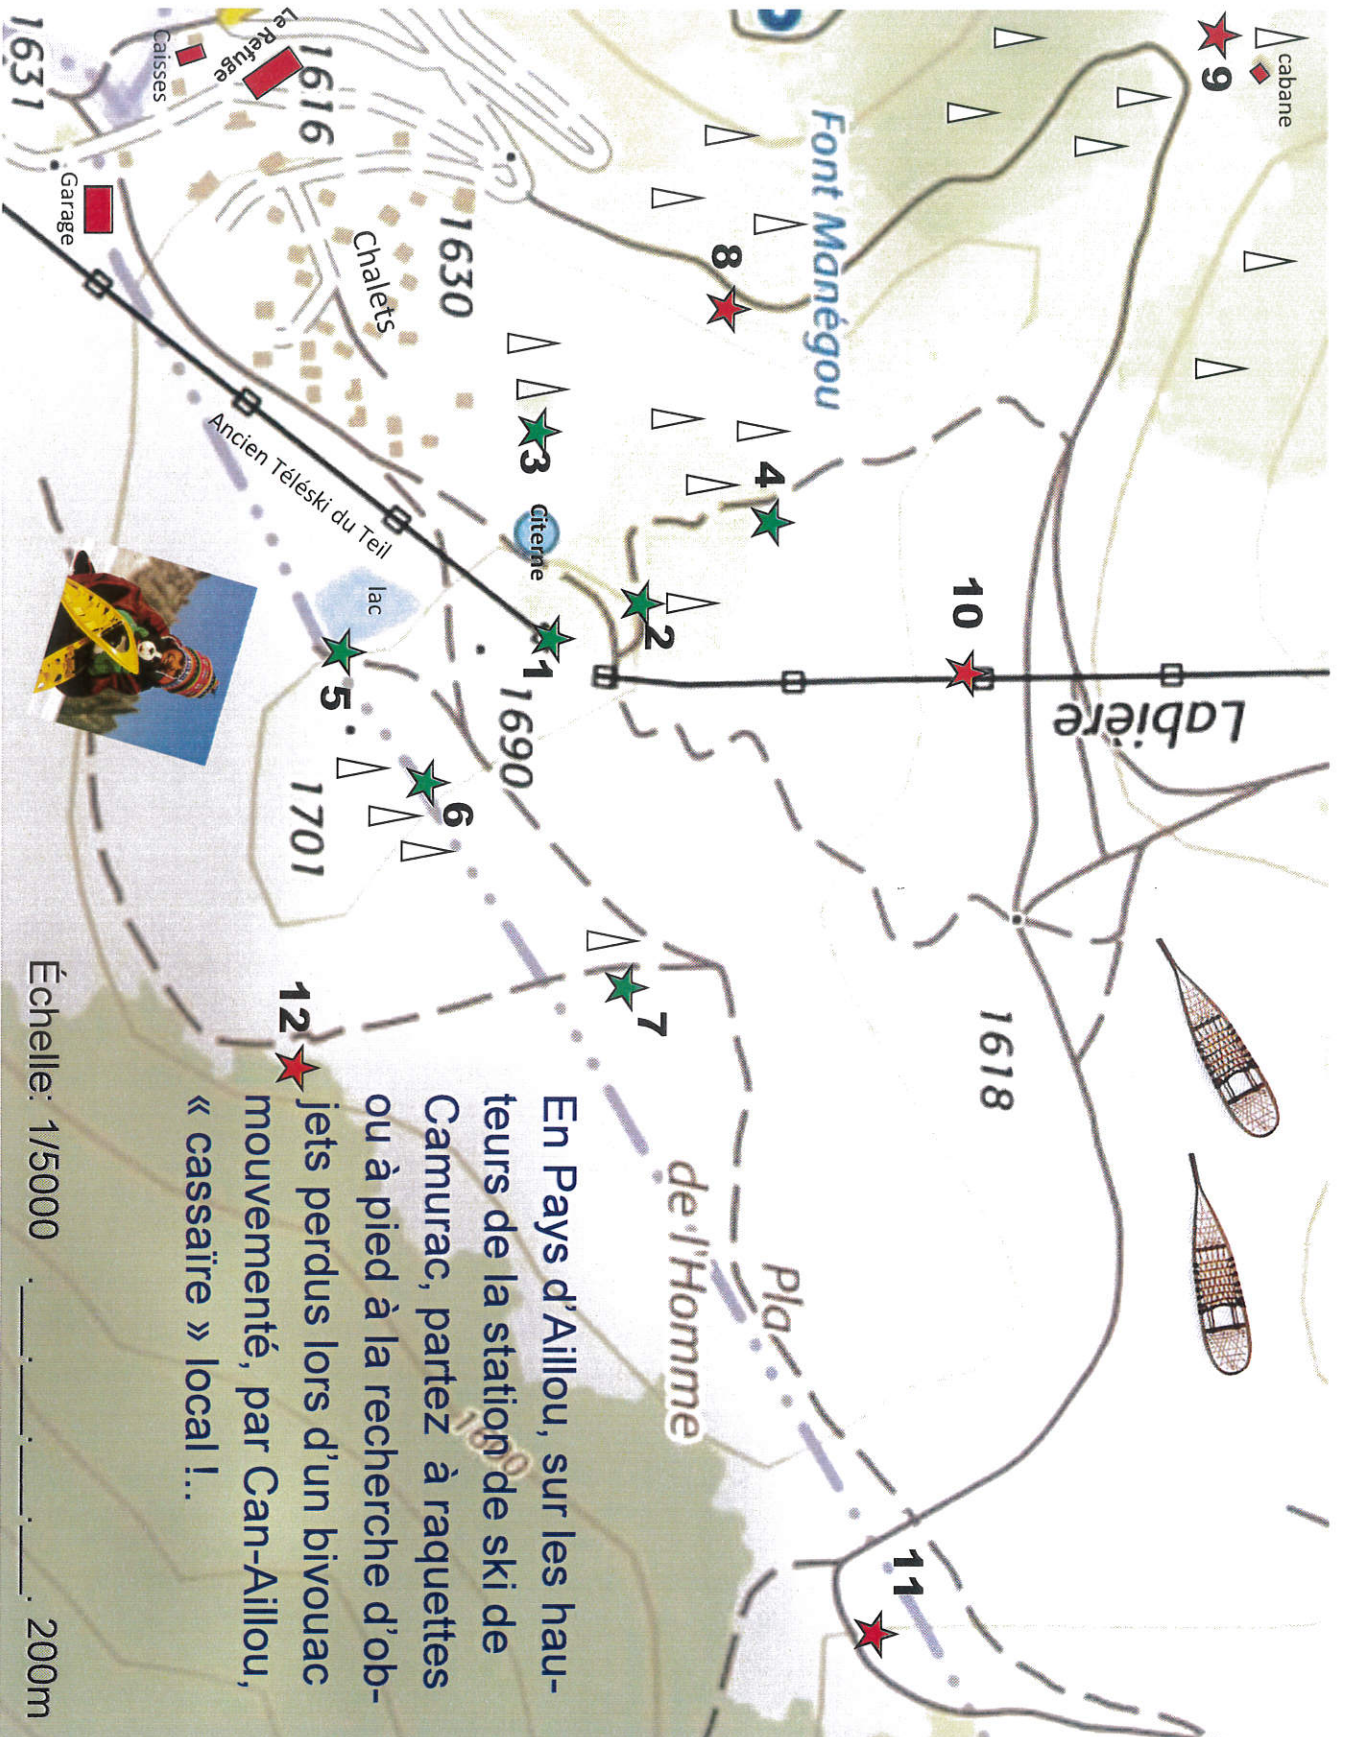 cabane
9
Font Manégou
8
Labière
10
4
1618
Le Refuge
1616
Caisses
1631
Garage
1630
Chalets
3
Citerne
2
1
Ancien Téléski du Teil
lac
5
1690
6
1701
7
12
Pla
de l'Homme
11
1600
En Pays d'Aillou, sur les hau-
teurs de la station de ski de
Camurac, partez à raquettes
ou à pied à la recherche d'ob-
jets perdus lors d'un bivouac
mouvementé, par Can-Aillou,
« cassaïre » local !..
Échelle: 1/5000 200m